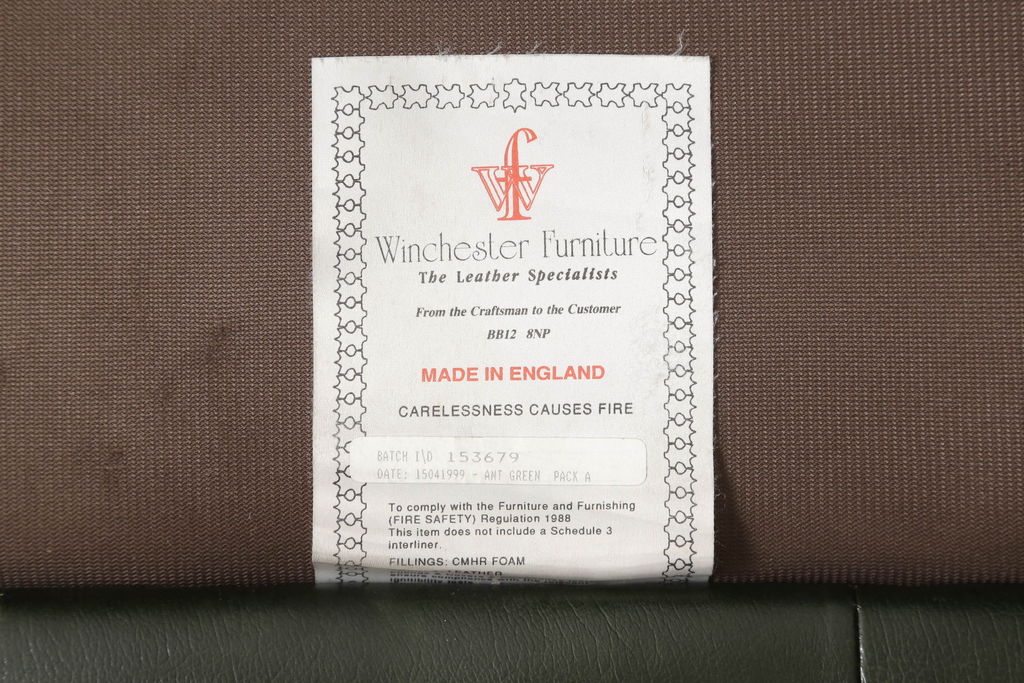 Winchester Furniture
The Leather Specialists
From the Craftsman to the Customer
BB12 8NP
MADE IN ENGLAND
CARELESSNESS CAUSES FIRE
BATCH I\D 153679
DATE: 15041999 - ANT GREEN PACK A
To comply with the Furniture and Furnishing
(FIRE SAFETY) Regulation 1988
This item does not include a Schedule 3
interliner.
FILLINGS: CMHR FOAM
LEATHER